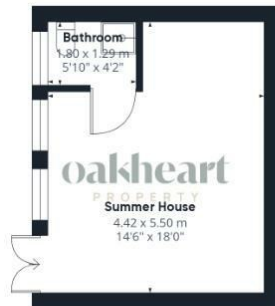 Bathroom
1.80 x 1.29 m
5'10" x 4'2"
oakheart
PROPERTY
Summer House
4.42 x 5.50 m
14'6" x 18'0"